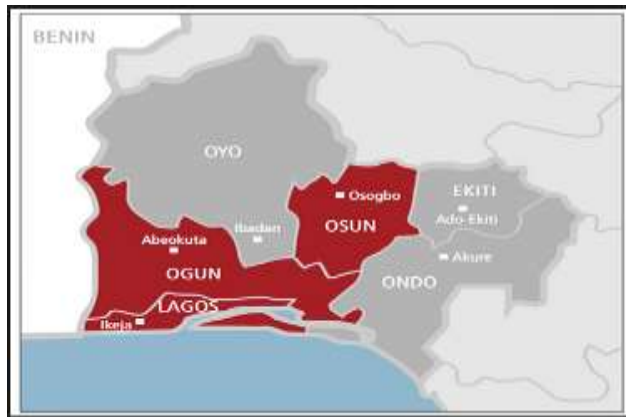 BENIN
OYO
Osogbo
EKITI
Ado-Ekiti
OSUN
Ibadan
Abeokuta
Akure
OGUN
ONDO
LAGOS
Ikeja